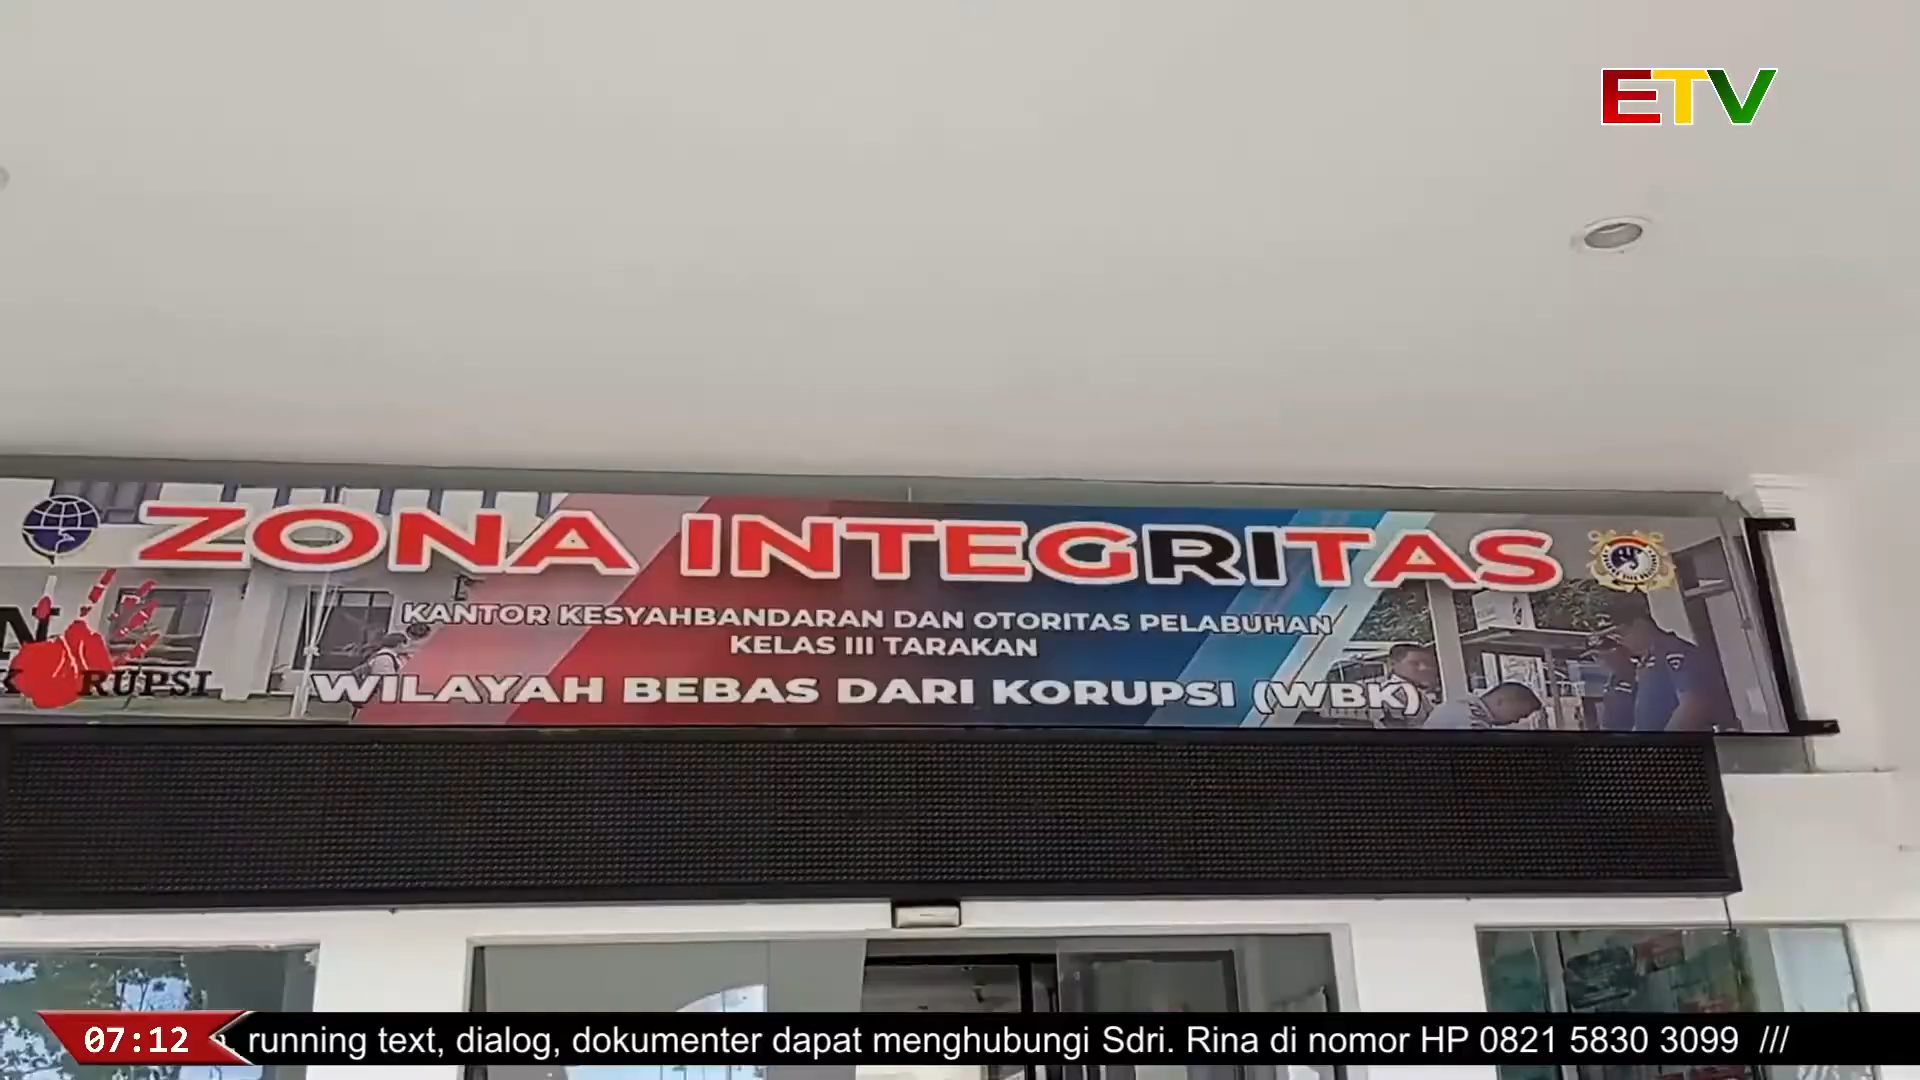 ETV
ZONA INTEGRITAS
KANTOR KESYAHBANDARAN DAN OTORITAS PELABUHAN
KELAS III TARAKAN
WILAYAH BEBAS DARI KORUPSI (WBK)
N
K RUPSI
07:12
, running text, dialog, dokumenter dapat menghubungi Sdri. Rina di nomor HP 0821 5830 3099 ///